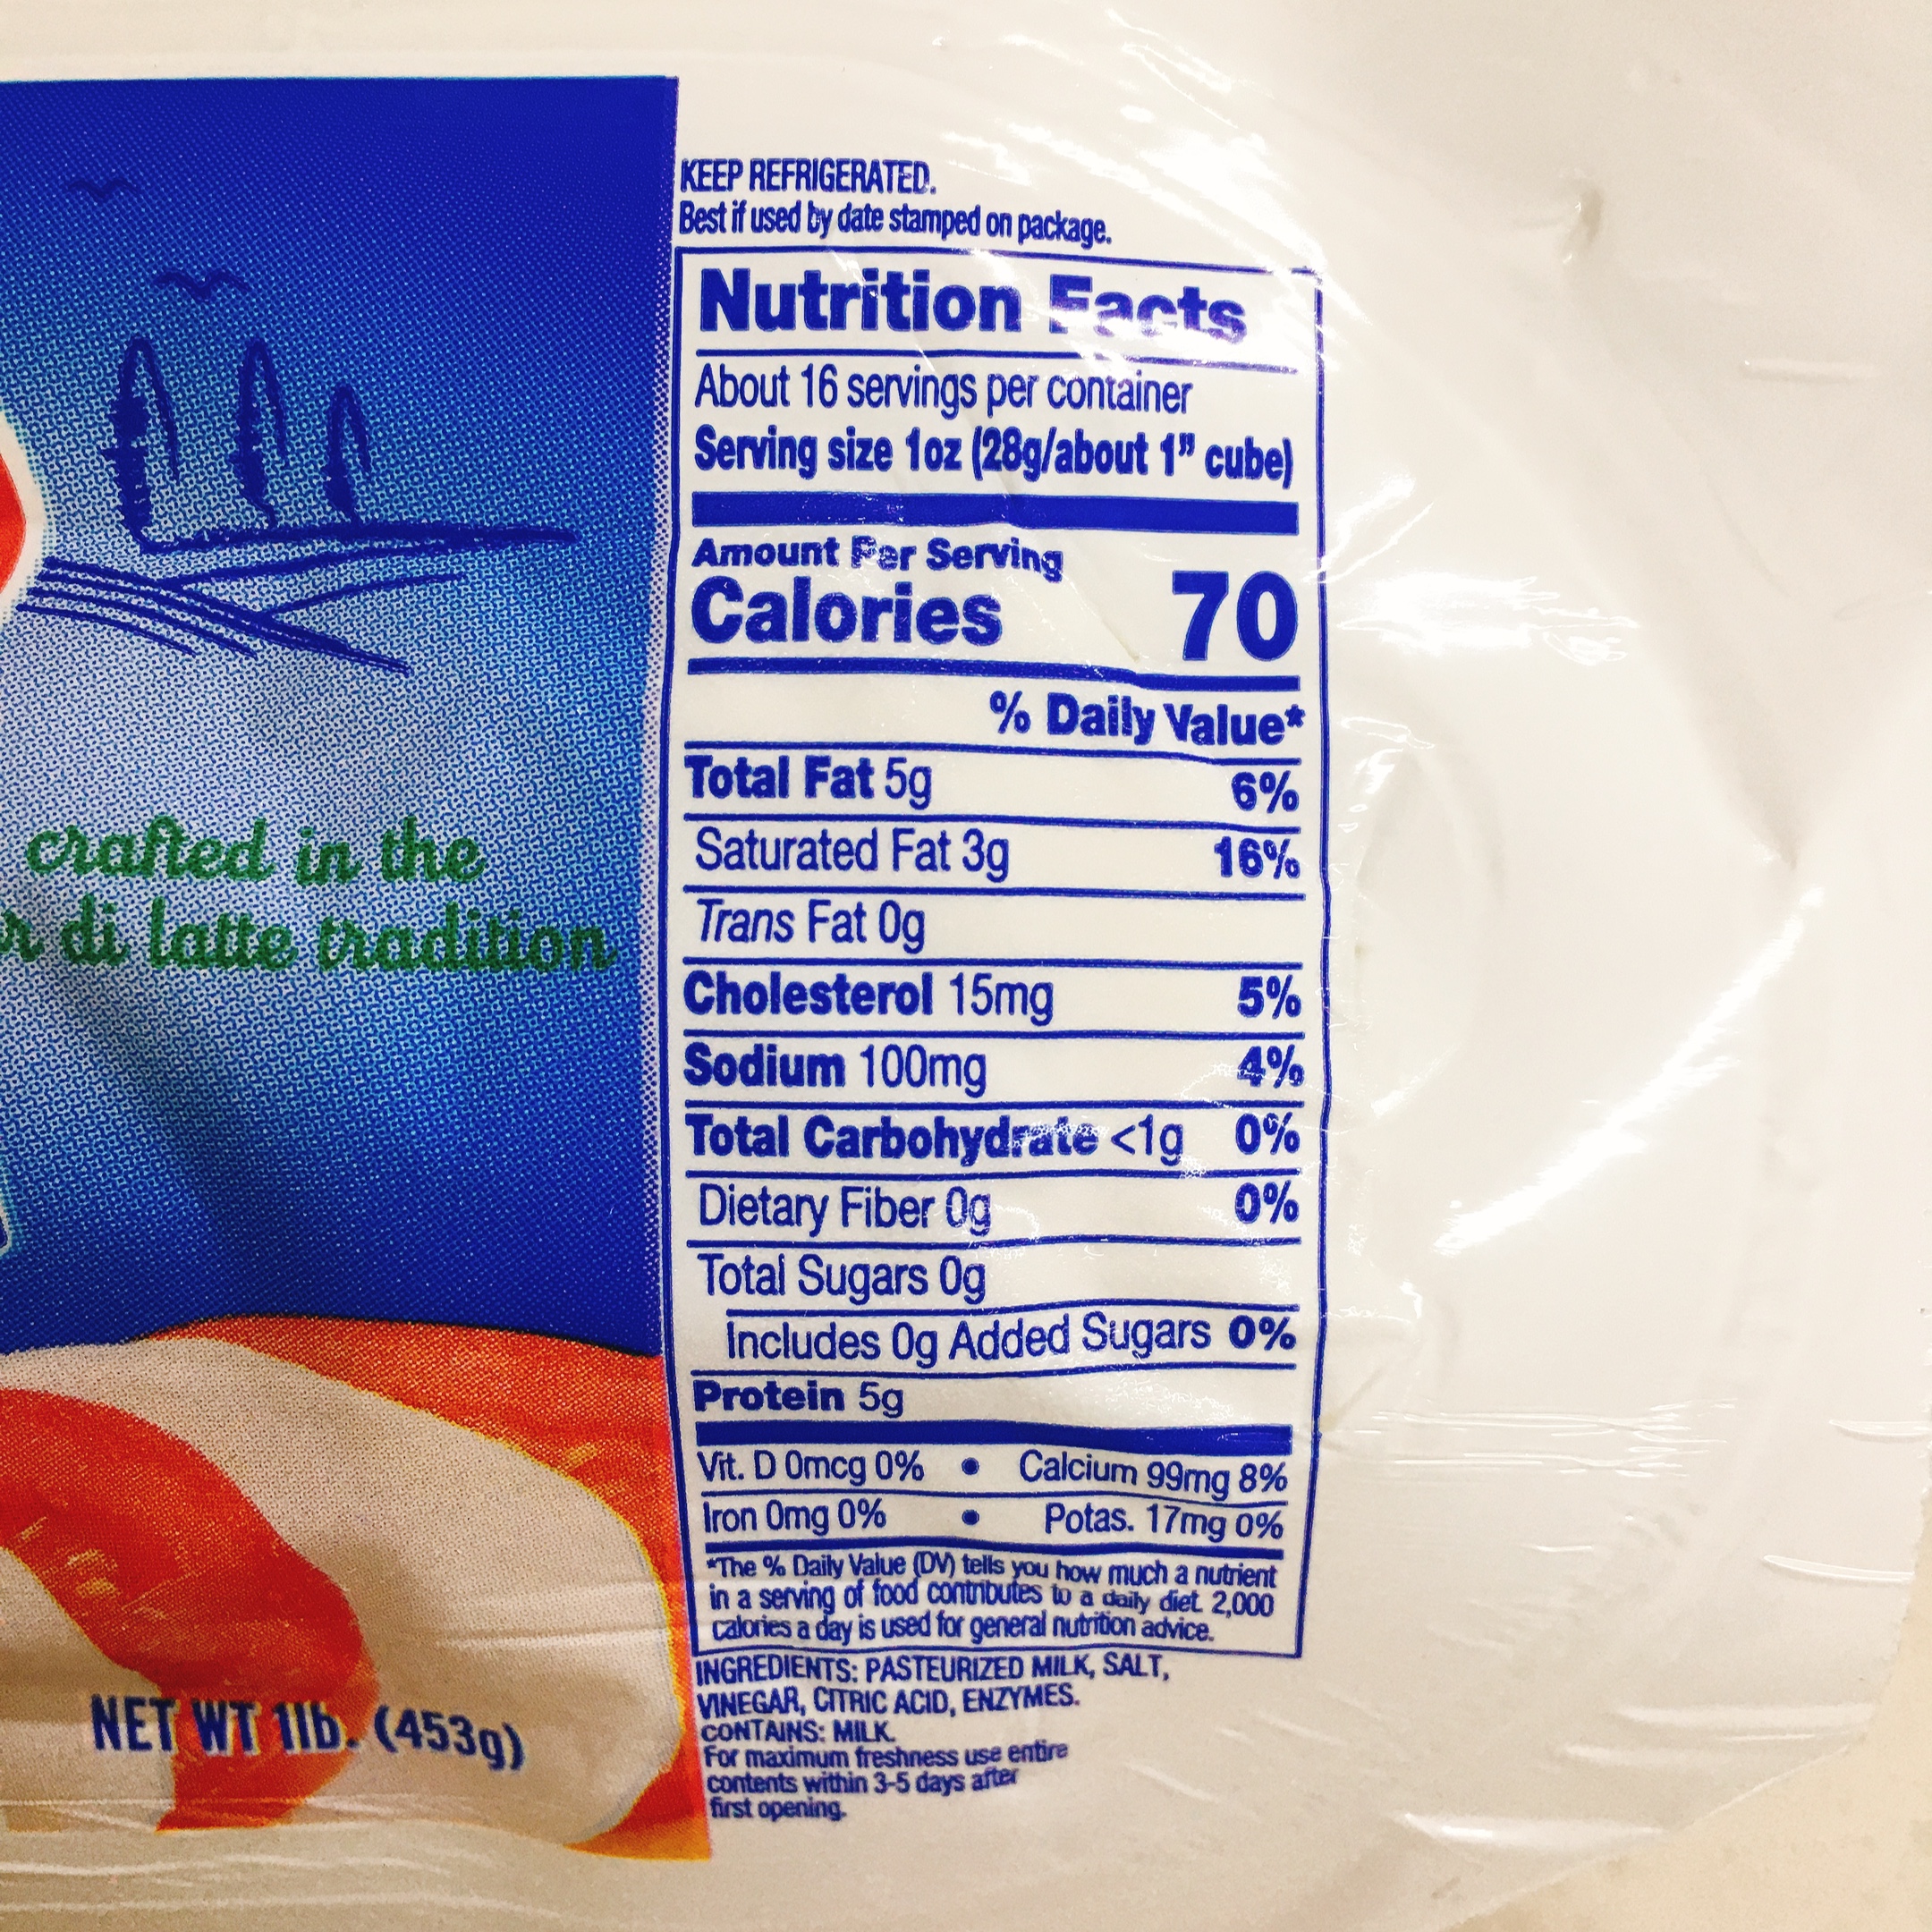 KEEP REFRIGERATED.
Best if used by date stamped on package.
Nutrition Facts
About 16 servings per container
Serving size 1oz (28g/about 1" cube)
Amount Per Serving
Calories 70
% Daily Value*
Total Fat 5g 6%
Saturated Fat 3g 16%
Trans Fat 0g
Cholesterol 15mg 5%
Sodium 100mg 4%
Total Carbohydrate <1g 0%
Dietary Fiber 0g 0%
Total Sugars 0g
Includes 0g Added Sugars 0%
Protein 5g
Vit. D 0mcg 0% • Calcium 99mg 8%
Iron 0mg 0% • Potas. 17mg 0%
*The % Daily Value (DV) tells you how much a nutrient
in a serving of food contributes to a daily diet. 2,000
calories a day is used for general nutrition advice.
INGREDIENTS: PASTEURIZED MILK, SALT,
VINEGAR, CITRIC ACID, ENZYMES.
CONTAINS: MILK.
For maximum freshness use entire
contents within 3-5 days after
first opening.
crafted in the
di latte tradition
NET WT 1lb. (453g)